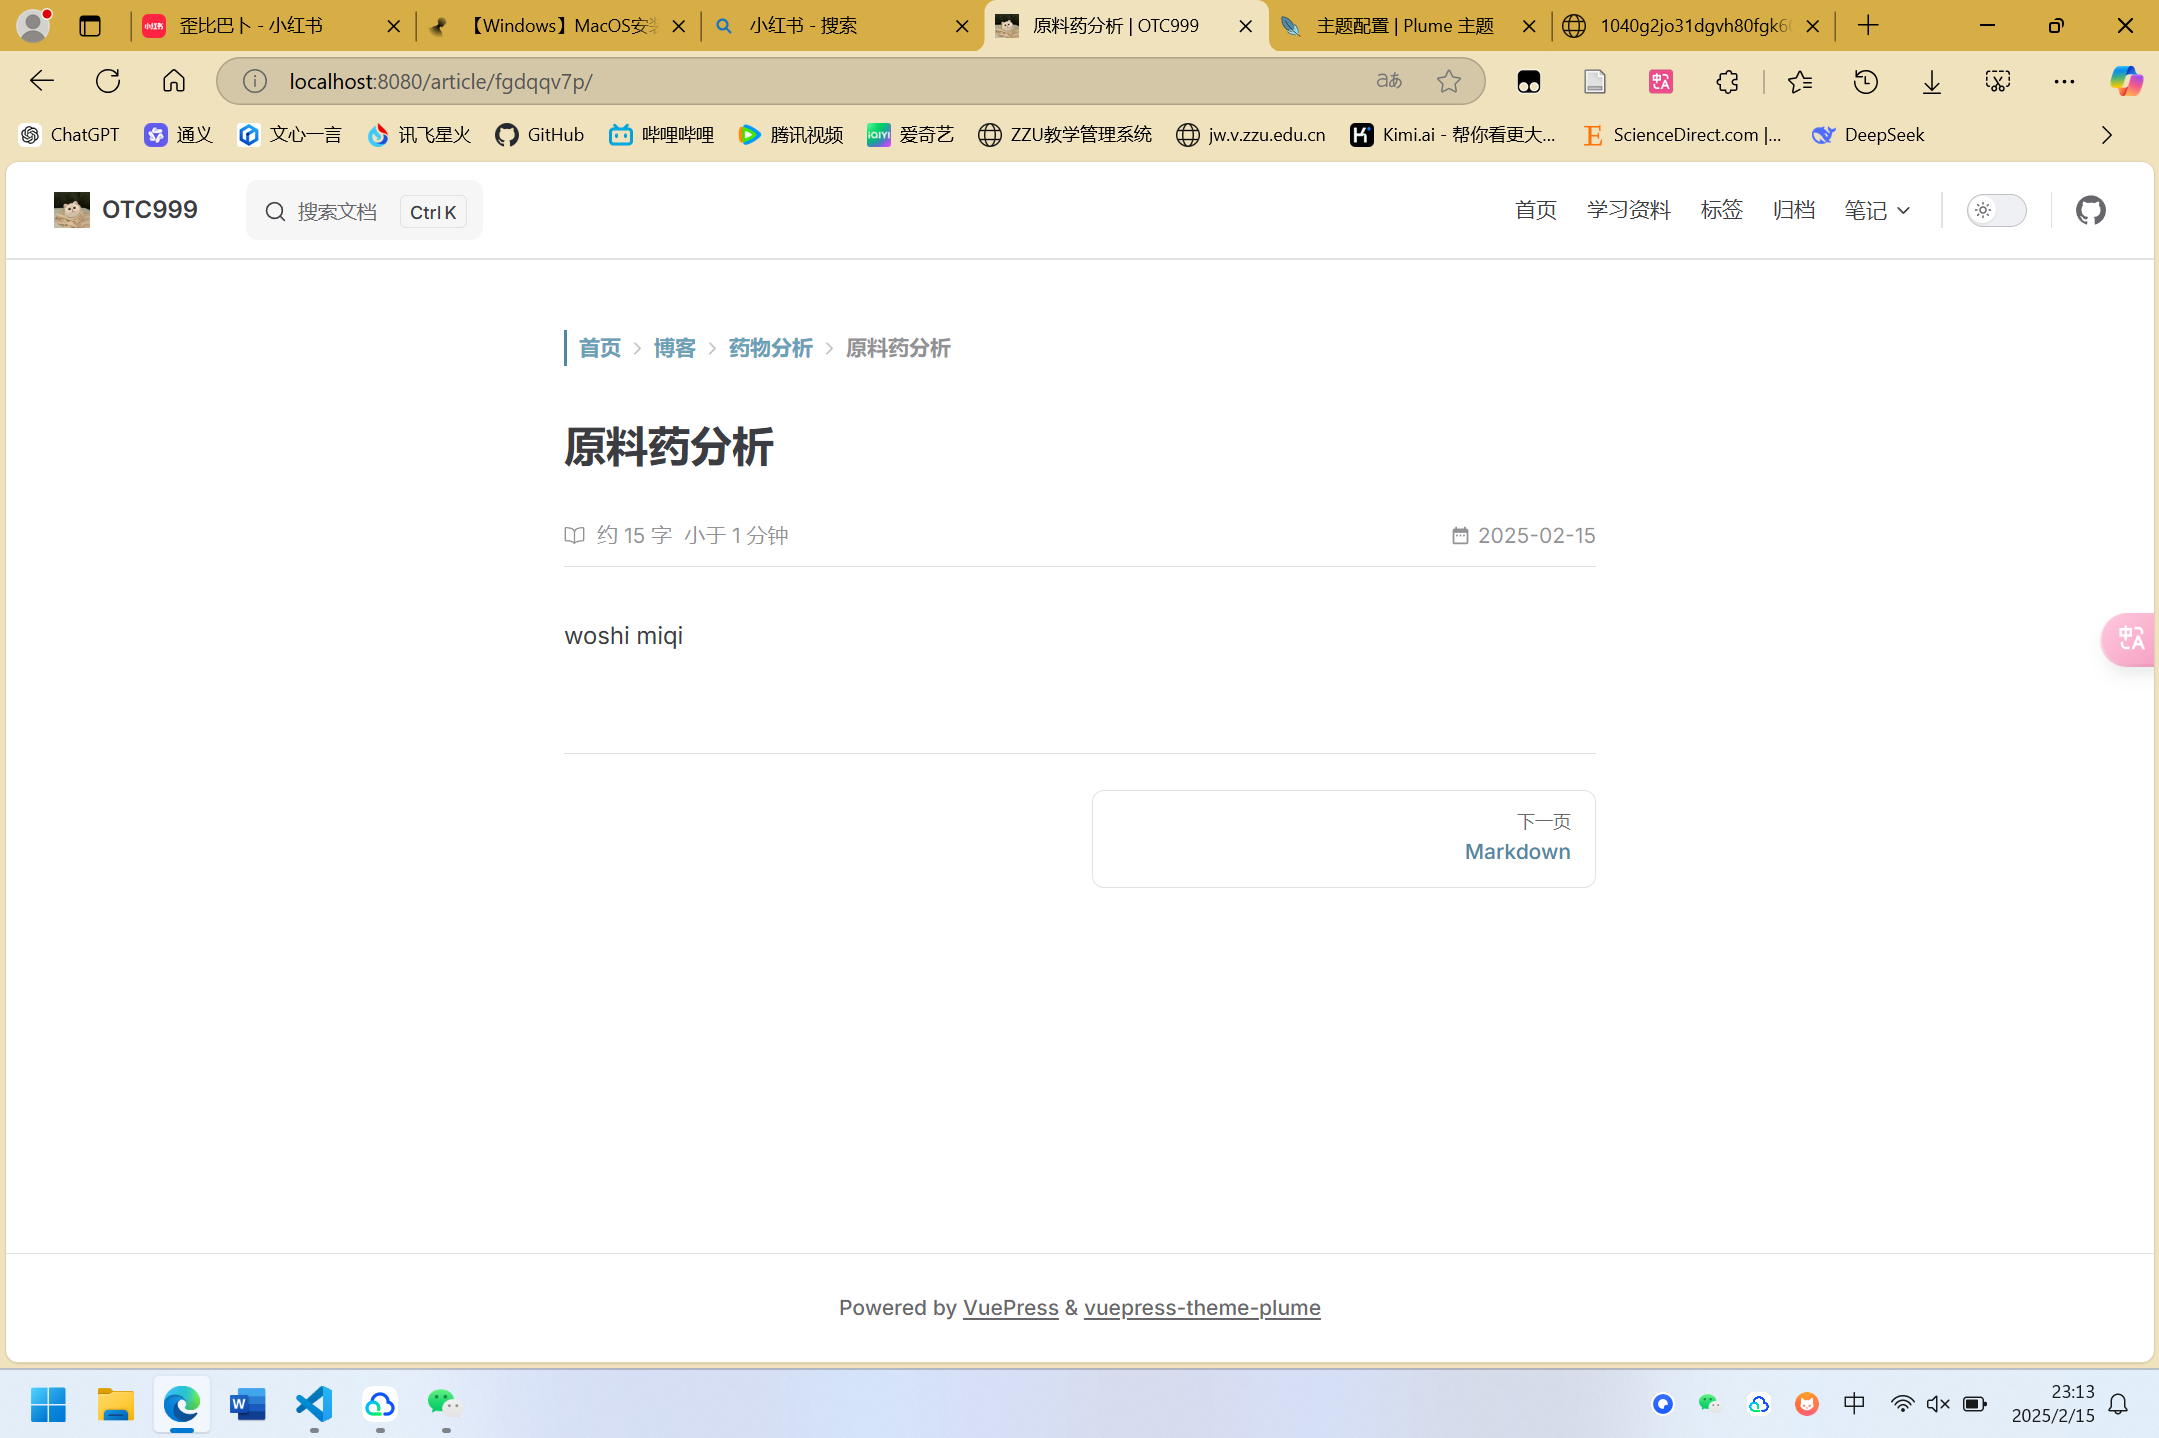 歪比巴卜 - 小红书
【Windows】MacOS安装
小红书 - 搜索
原料药分析 | OTC999
主题配置 | Plume 主题
1040g2jo31dgvh80fgk6
localhost:8080/article/fgdqqv7p/
ChatGPT
通义
文心一言
讯飞星火
GitHub
哔哩哔哩
腾讯视频
爱奇艺
ZZU教学管理系统
jw.v.zzu.edu.cn
Kimi.ai - 帮你看更大...
ScienceDirect.com |...
DeepSeek
OTC999
搜索文档
Ctrl K
首页
学习资料
标签
归档
笔记
首页 > 博客 > 药物分析 > 原料药分析
原料药分析
约 15 字 小于 1 分钟
2025-02-15
woshi miqi
下一页
Markdown
Powered by VuePress & vuepress-theme-plume
中
23:13
2025/2/15